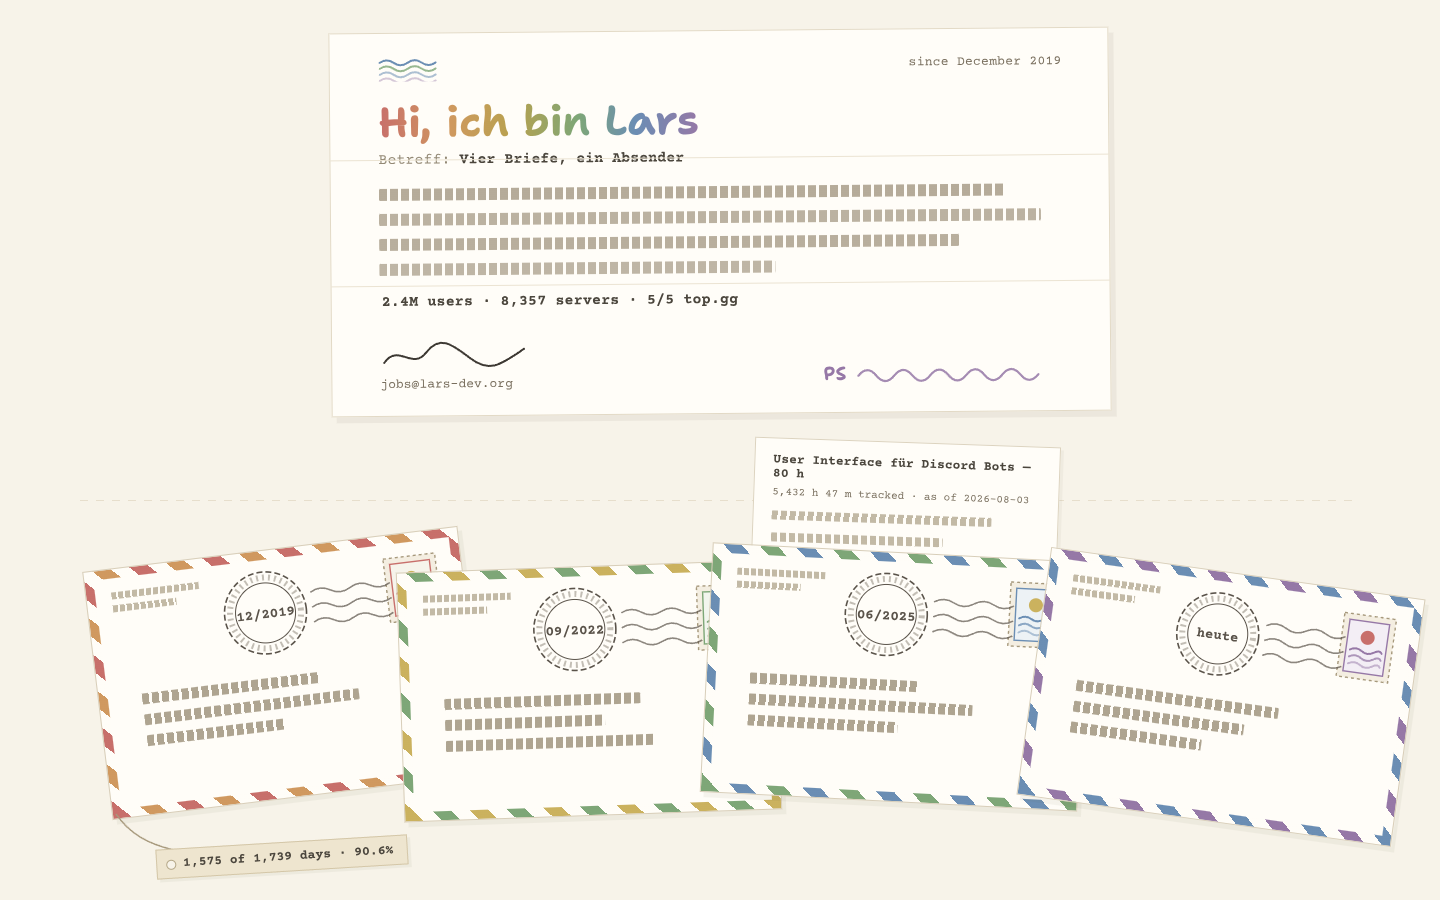 since December 2019
Hi, ich bin Lars
Betreff: Vier Briefe, ein Absender
2.4M users · 8,357 servers · 5/5 top.gg
jobs@lars-dev.org
PS
User Interface für Discord Bots —
80 h
5,432 h 47 m tracked · as of 2026-08-03
12/2019
09/2022
06/2025
heute
1,575 of 1,739 days · 90.6%